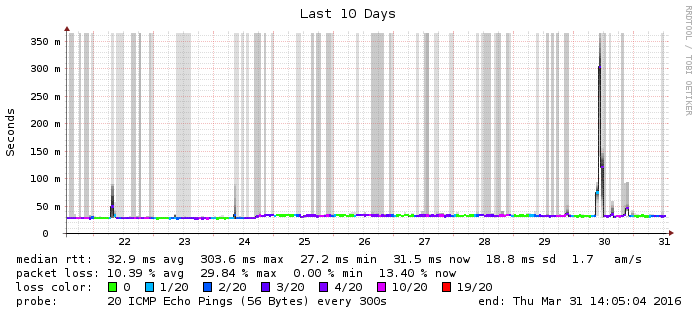 Last 10 Days
RRDTOOL / TOBI OETIKER
Seconds
350 m
300 m
250 m
200 m
150 m
100 m
50 m
0
22 23 24 25 26 27 28 29 30 31
median rtt: 32.9 ms avg 303.6 ms max 27.2 ms min 31.5 ms now 18.8 ms sd 1.7 am/s
packet loss: 10.39 % avg 29.84 % max 0.00 % min 13.40 % now
loss color: 0 1/20 2/20 3/20 4/20 10/20 19/20
probe: 20 ICMP Echo Pings (56 Bytes) every 300s end: Thu Mar 31 14:05:04 2016